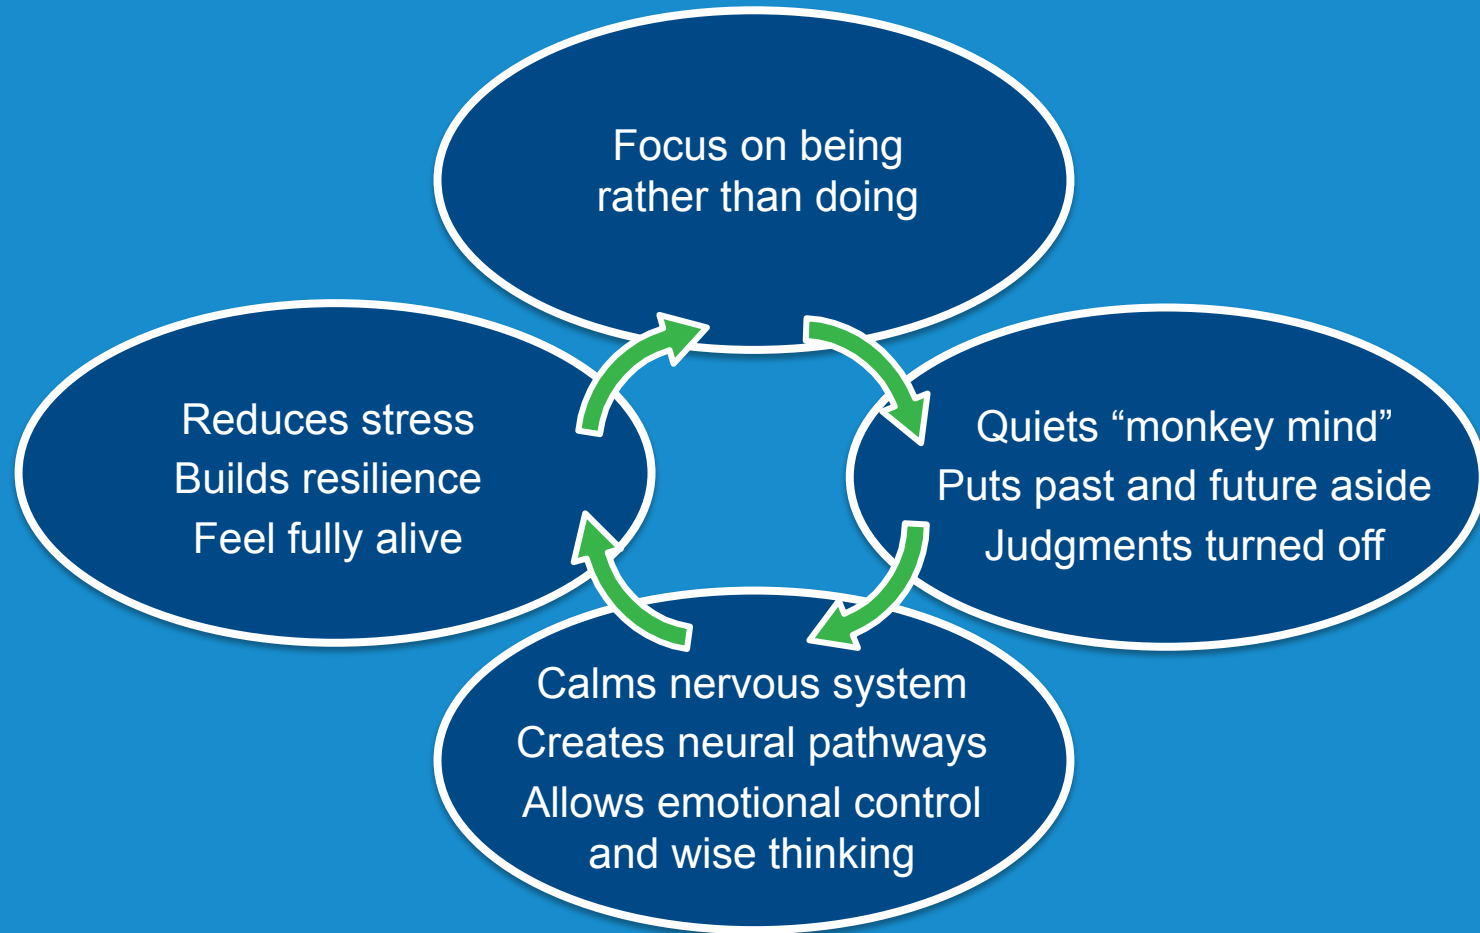 Focus on being
rather than doing
Reduces stress
Builds resilience
Feel fully alive
Quiets “monkey mind”
Puts past and future aside
Judgments turned off
Calms nervous system
Creates neural pathways
Allows emotional control
and wise thinking